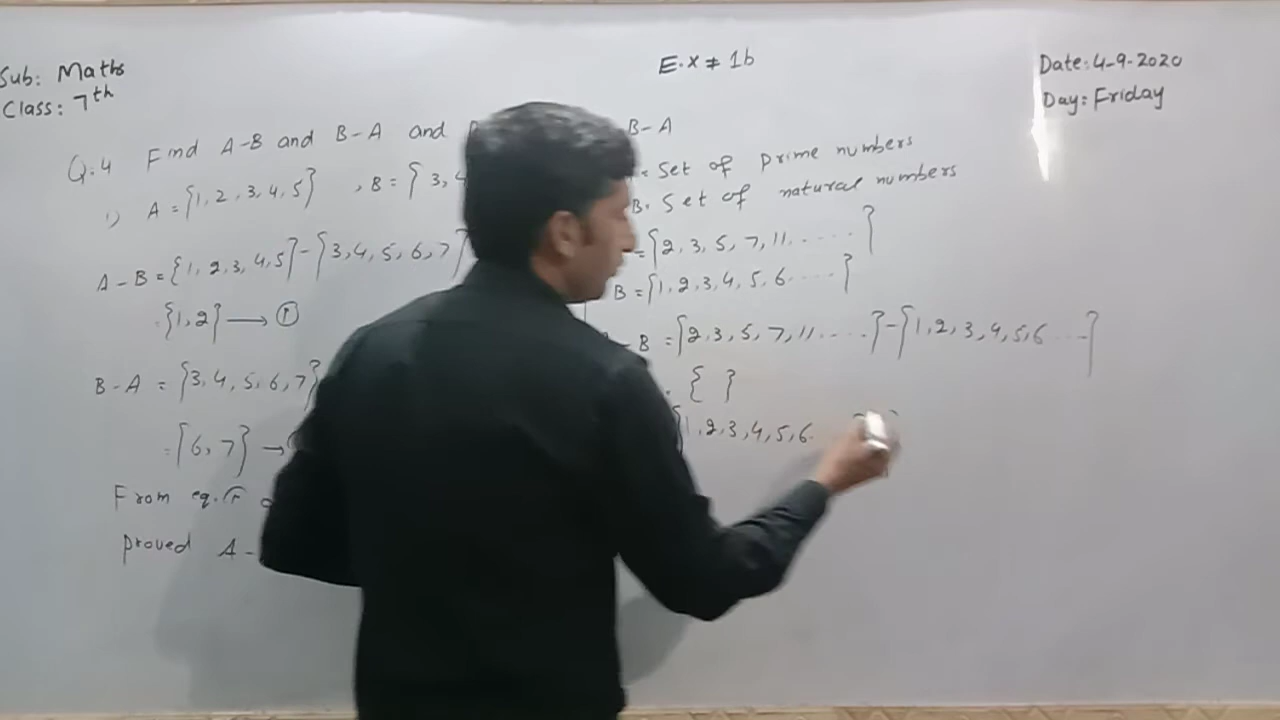 Sub: Maths
Class: 7th
E.x # 1b
Date: 4-9-2020
Day: Friday
Q.4 Find A-B and B-A and
B-A
1) A = {1, 2, 3, 4, 5} , B = { 3, 4
A - B = {1, 2, 3, 4, 5} - {3, 4, 5, 6, 7}
= {1, 2} → ①
B - A = {3, 4, 5, 6, 7}
= {6, 7} →
From eq. ①
Proved A -
= Set of prime numbers
B = Set of natural numbers
= {2, 3, 5, 7, 11 . . . . . . }
B = {1, 2, 3, 4, 5, 6 . . . . . }
- B = {2, 3, 5, 7, 11, . . . . . } - {1, 2, 3, 4, 5, 6 . . . }
= { }
{1, 2, 3, 4, 5, 6 .